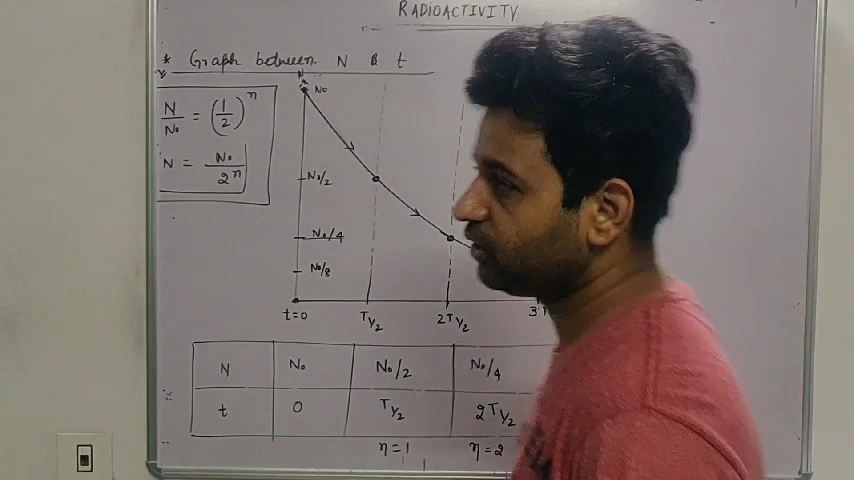 RADIOACTIVITY
* Graph between N & t
N/N₀ = (1/2)ⁿ
N = N₀/2ⁿ
N
N₀
N₀/2
N₀/4
N₀/8
t=0 T½ 2T½ 3T
N N₀ N₀/2 N₀/4
t 0 T½ 2T½
n=1 n=2